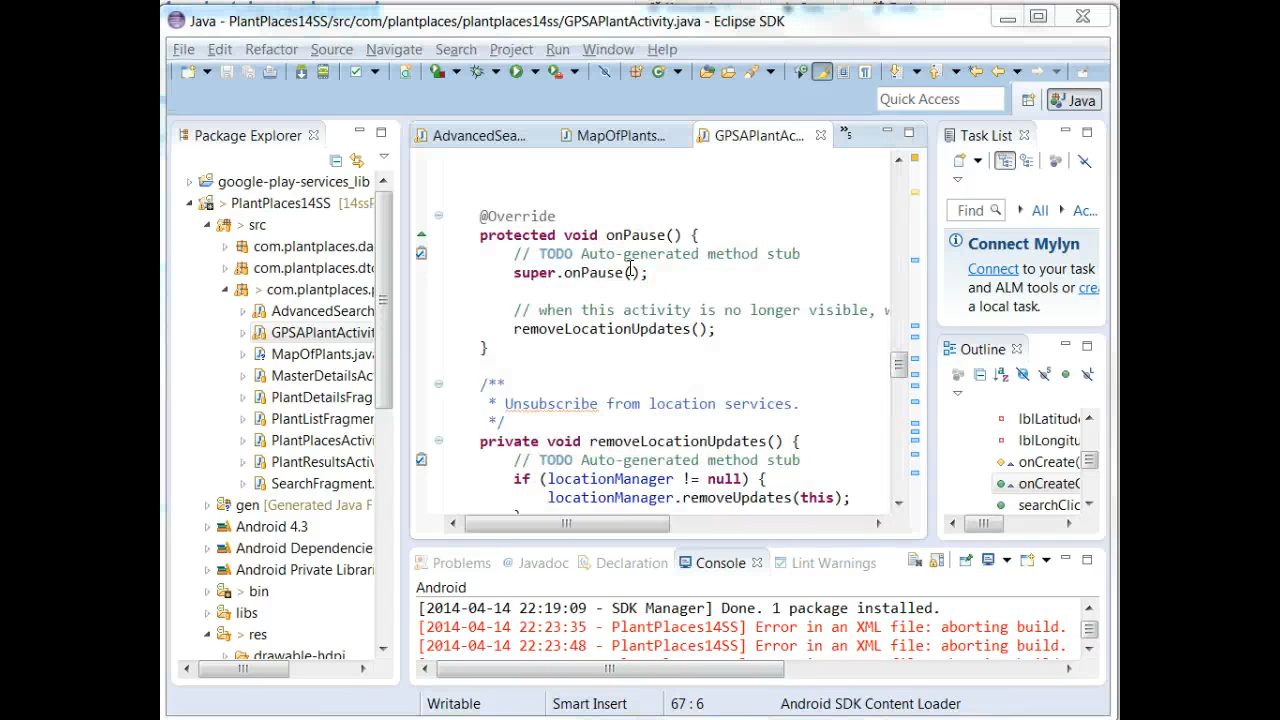 Java - PlantPlaces14SS/src/com/plantplaces/plantplaces14ss/GPSAPlantActivity.java - Eclipse SDK
File Edit Refactor Source Navigate Search Project Run Window Help
Quick Access
Java
Package Explorer
AdvancedSea...
MapOfPlants...
GPSAPlantAc...
5
Task List
google-play-services_lib
> PlantPlaces14SS [14ssP
> src
com.plantplaces.da
com.plantplaces.dto
> com.plantplaces.p
AdvancedSearch
GPSAPlantActivit
MapOfPlants.java
MasterDetailsAc
PlantDetailsFrag
PlantListFragmer
PlantPlacesActivi
PlantResultsActi
SearchFragment.
gen [Generated Java F
Android 4.3
Android Dependencie
Android Private Librari
> bin
libs
> res
drawable-hdpi
@Override
protected void onPause() {
// TODO Auto-generated method stub
super.onPause();
// when this activity is no longer visible, w
removeLocationUpdates();
}
/**
* Unsubscribe from location services.
*/
private void removeLocationUpdates() {
// TODO Auto-generated method stub
if (locationManager != null) {
locationManager.removeUpdates(this);
}
Find
All
Ac...
Connect Mylyn
Connect to your task
and ALM tools or cre
a local task.
Outline
lblLatitud
lblLongitu
onCreate(
onCreateO
searchClic
Problems
@ Javadoc
Declaration
Console
Lint Warnings
Android
[2014-04-14 22:19:09 - SDK Manager] Done. 1 package installed.
[2014-04-14 22:23:35 - PlantPlaces14SS] Error in an XML file: aborting build.
[2014-04-14 22:23:48 - PlantPlaces14SS] Error in an XML file: aborting build.
Writable
Smart Insert
67 : 6
Android SDK Content Loader